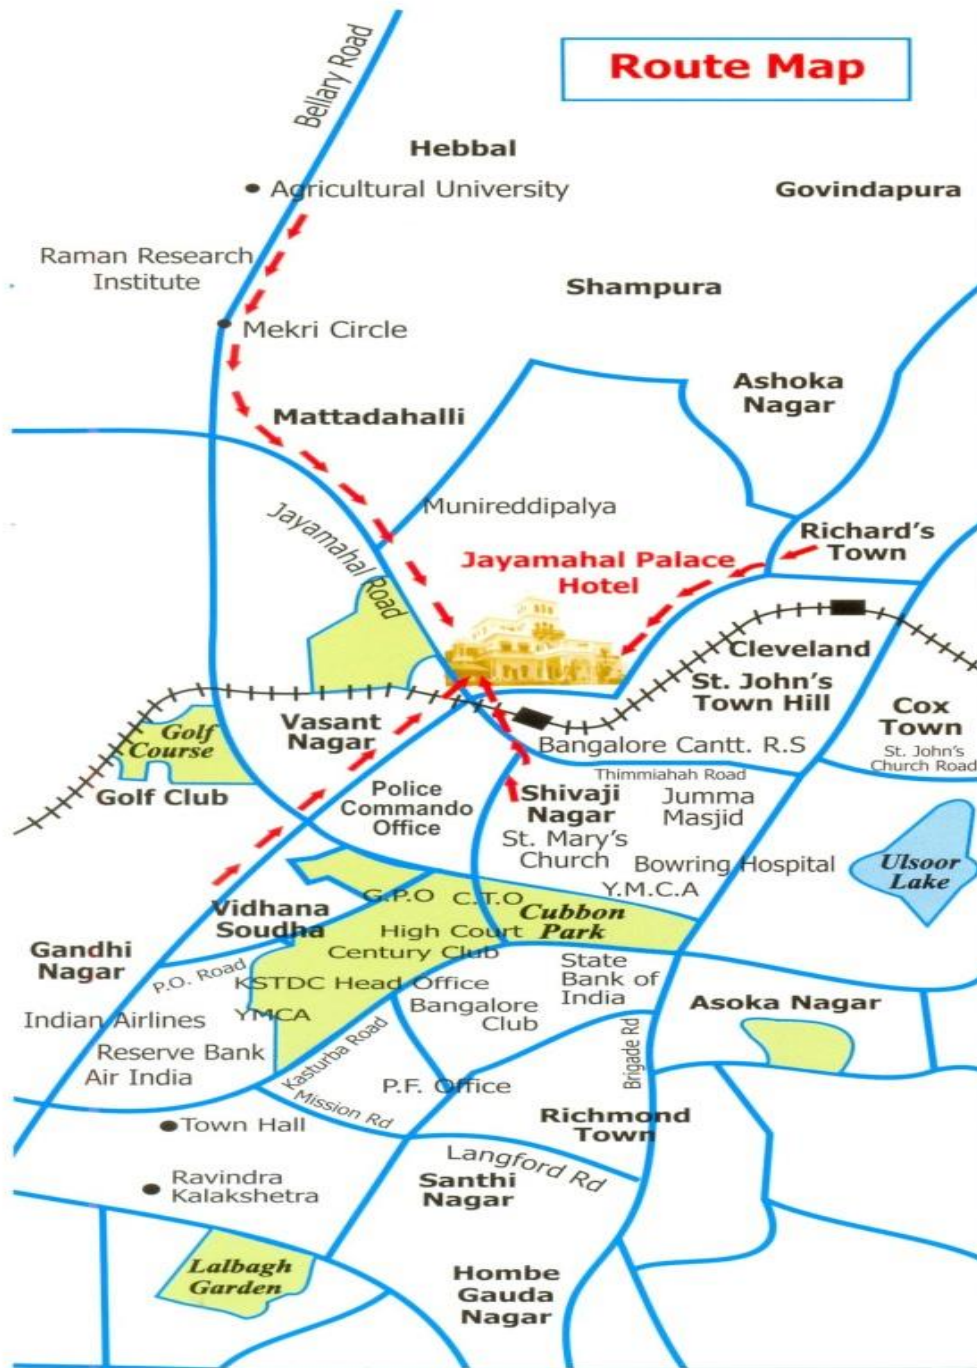 Route Map
Bellary Road
Hebbal
Agricultural University
Govindapura
Raman Research
Institute
Shampura
Mekri Circle
Ashoka
Nagar
Mattadahalli
Munireddipalya
Jayamahal Road
Richard's
Town
Jayamahal Palace
Hotel
Cleveland
St. John's
Town Hill
Cox
Town
St. John's
Church Road
Vasant
Nagar
Golf
Course
Golf Club
Bangalore Cantt. R.S
Thimmiahah Road
Police
Commando
Office
Shivaji
Nagar
Jumma
Masjid
St. Mary's
Church
Bowring Hospital
Y.M.C.A
Ulsoor
Lake
G.P.O
C.T.O
Cubbon
Park
Vidhana
Soudha
High Court
Century Club
Gandhi
Nagar
P.O. Road
KSTDC Head Office
State
Bank of
India
Bangalore
Club
Asoka Nagar
Indian Airlines
YMCA
Reserve Bank
Air India
Kasturba Road
Brigade Rd
P.F. Office
Mission Rd
Richmond
Town
Town Hall
Langford Rd
Ravindra
Kalakshetra
Santhi
Nagar
Lalbagh
Garden
Hombe
Gauda
Nagar